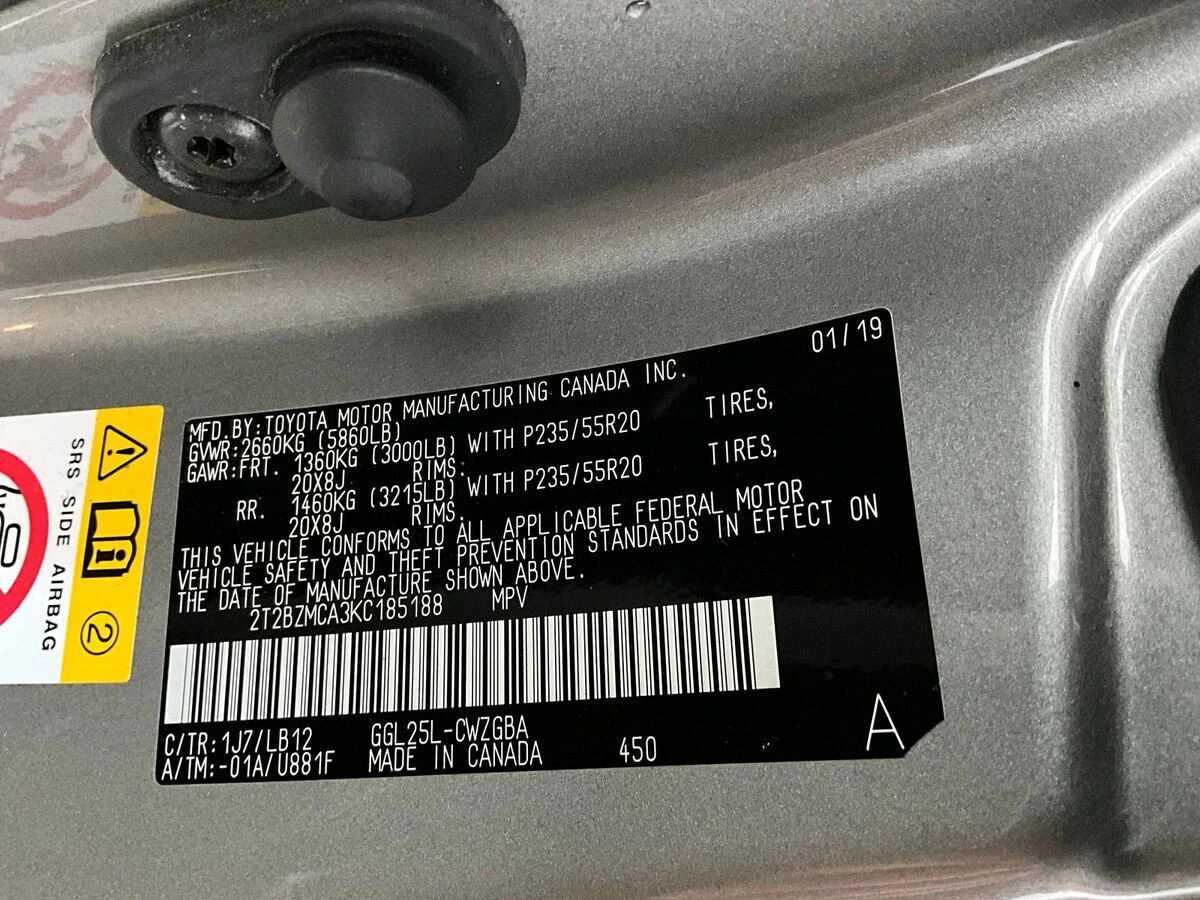 01/19
MFD.BY:TOYOTA MOTOR MANUFACTURING CANADA INC.
GVWR:2660KG (5860LB)
GAWR:FRT. 1360KG (3000LB) WITH P235/55R20 TIRES,
20X8J RIMS.
RR. 1460KG (3215LB) WITH P235/55R20 TIRES,
20X8J RIMS.
THIS VEHICLE CONFORMS TO ALL APPLICABLE FEDERAL MOTOR
VEHICLE SAFETY AND THEFT PREVENTION STANDARDS IN EFFECT ON
THE DATE OF MANUFACTURE SHOWN ABOVE.
2T2BZMCA3KC185188 MPV
C/TR:1J7/LB12 GGL25L-CWZGBA
A/TM:-01A/U881F MADE IN CANADA 450
A
SRS SIDE AIRBAG
2